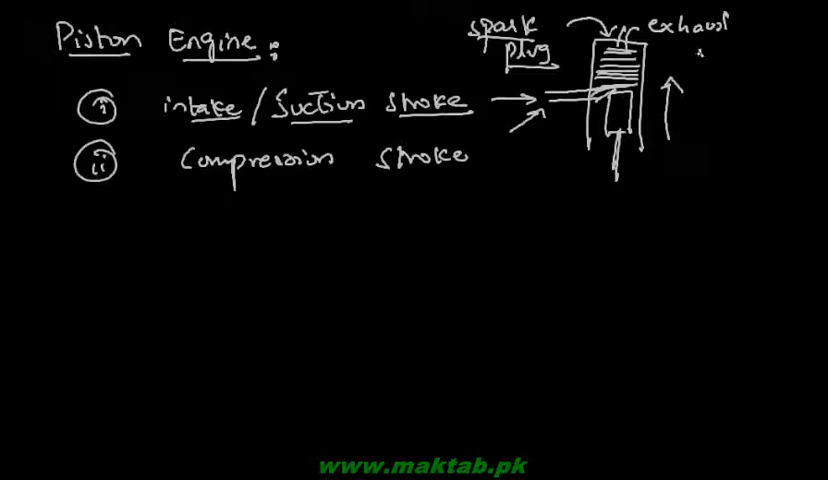 Piston Engine :
spark plug
exhaust
i intake / Suction stroke
ii Compression stroke
www.maktab.pk